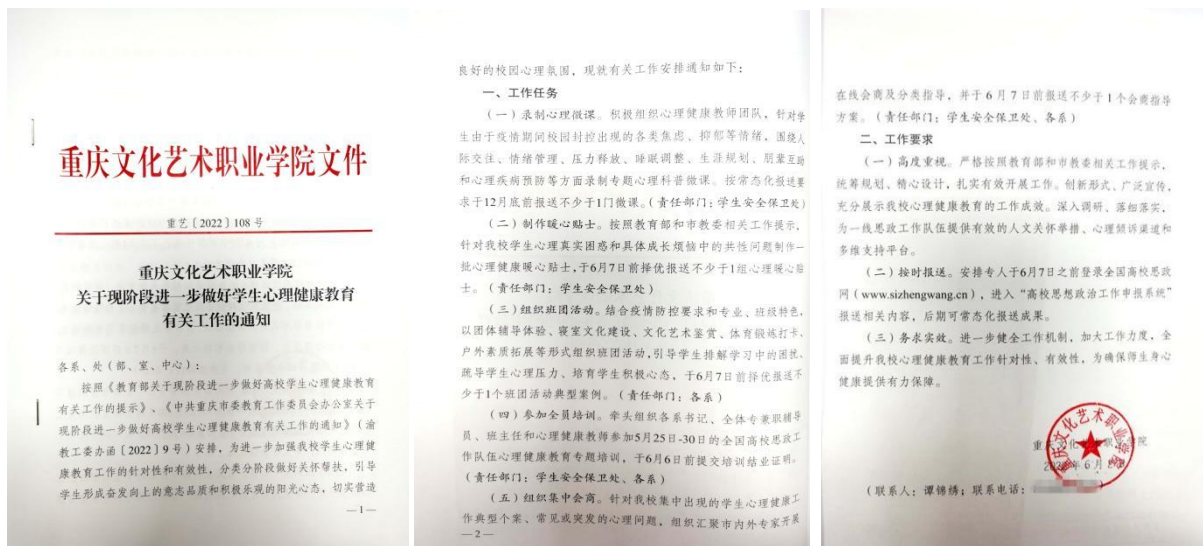 重庆文化艺术职业学院文件
重艺〔2022〕108 号
重庆文化艺术职业学院
关于现阶段进一步做好学生心理健康教育
有关工作的通知
各系、处（部、室、中心）：
按照《教育部关于现阶段进一步做好高校学生心理健康教育
有关工作的提示》、《中共重庆市委教育工作委员会办公室关于
现阶段进一步做好高校学生心理健康教育有关工作的通知》（渝
教工委办函〔2022〕9 号）安排，为进一步加强我校学生心理健
康教育工作的针对性和有效性，分类分阶段做好关怀帮扶，引导
学生形成奋发向上的意志品质和积极乐观的阳光心态，切实营造
—1—
良好的校园心理氛围，现就有关工作安排通知如下：
一、工作任务
（一）录制心理微课。积极组织心理健康教师团队，针对学
生由于疫情期间校园封控出现的各类焦虑、抑郁等情绪，围绕人
际交往、情绪管理、压力释放、睡眠调整、生涯规划、朋辈互助
和心理疾病预防等方面录制专题心理科普微课。按常态化报送要
求于12月底前报送不少于1门微课。（责任部门：学生安全保卫处）
（二）制作暖心贴士。按照教育部和市教委相关工作提示，
针对我校学生心理真实困惑和具体成长烦恼中的共性问题制作一
批心理健康暖心贴士，于6月7日前择优报送不少于1组心理暖心贴
士。（责任部门：学生安全保卫处）
（三）组织班团活动。结合疫情防控要求和专业、班级特色，
以团体辅导体验、寝室文化建设、文化艺术鉴赏、体育锻炼打卡、
户外素质拓展等形式组织班团活动，引导学生排解学习中的困扰、
疏导学生心理压力、培育学生积极心态，于6月7日前择优报送不
少于1个班团活动典型案例。（责任部门：各系）
（四）参加全员培训。牵头组织各系书记、全体专兼职辅导
员、班主任和心理健康教师参加5月25日-30日的全国高校思政工
作队伍心理健康教育专题培训，于6月6日前提交培训结业证明。
（责任部门：学生安全保卫处、各系）
（五）组织集中会商。针对我校集中出现的学生心理健康工
作典型个案、常见或突发的心理问题，组织汇聚市内外专家开展
—2—
在线会商及分类指导，并于 6 月 7 日前报送不少于 1 个会商指导
方案。（责任部门：学生安全保卫处、各系）
二、工作要求
（一）高度重视。严格按照教育部和市教委相关工作提示，
统筹规划、精心设计，扎实有效开展工作。创新形式、广泛宣传，
充分展示我校心理健康教育的工作成效。深入调研、落细落实，
为一线思政工作队伍提供有效的人文关怀举措、心理倾诉渠道和
多维支持平台。
（二）按时报送。安排专人于6月7日之前登录全国高校思政
网（www.sizhengwang.cn），进入“高校思想政治工作申报系统”
报送相关内容，后期可常态化报送成果。
（三）务求实效。进一步健全工作机制，加大工作力度，全
面提升我校心理健康教育工作针对性、有效性，为确保师生身心
健康提供有力保障。
重庆文化艺术职业学院
2022年 6 月
（联系人：谭锦绣；联系电话：